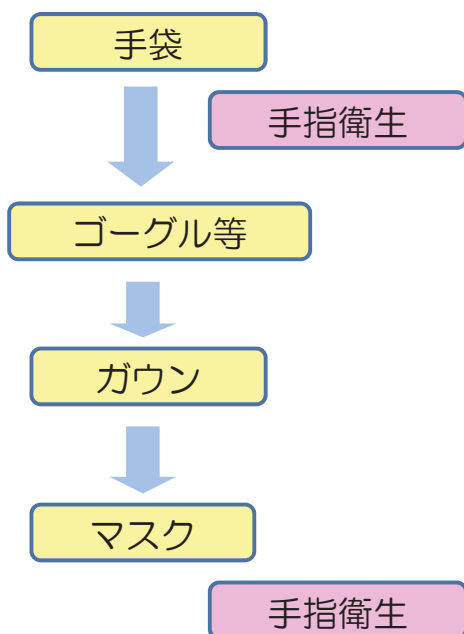 手袋
手指衛生
ゴーグル等
ガウン
マスク
手指衛生